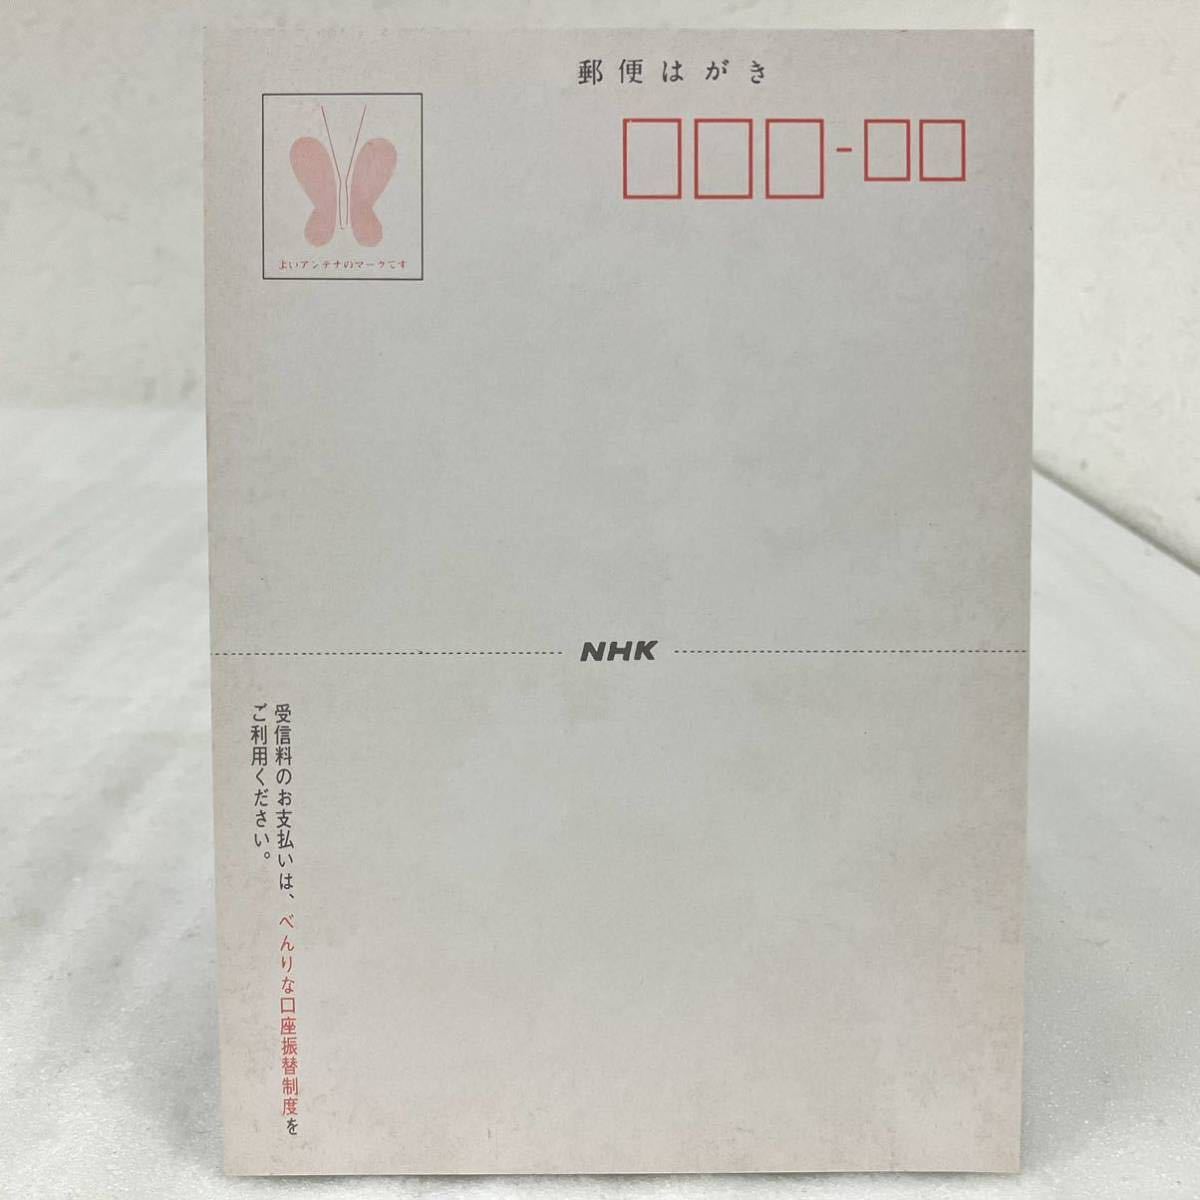 郵便はがき
よいアンテナのマークです
NHK
受信料のお支払いは、べんりな口座振替制度を
ご利用ください。